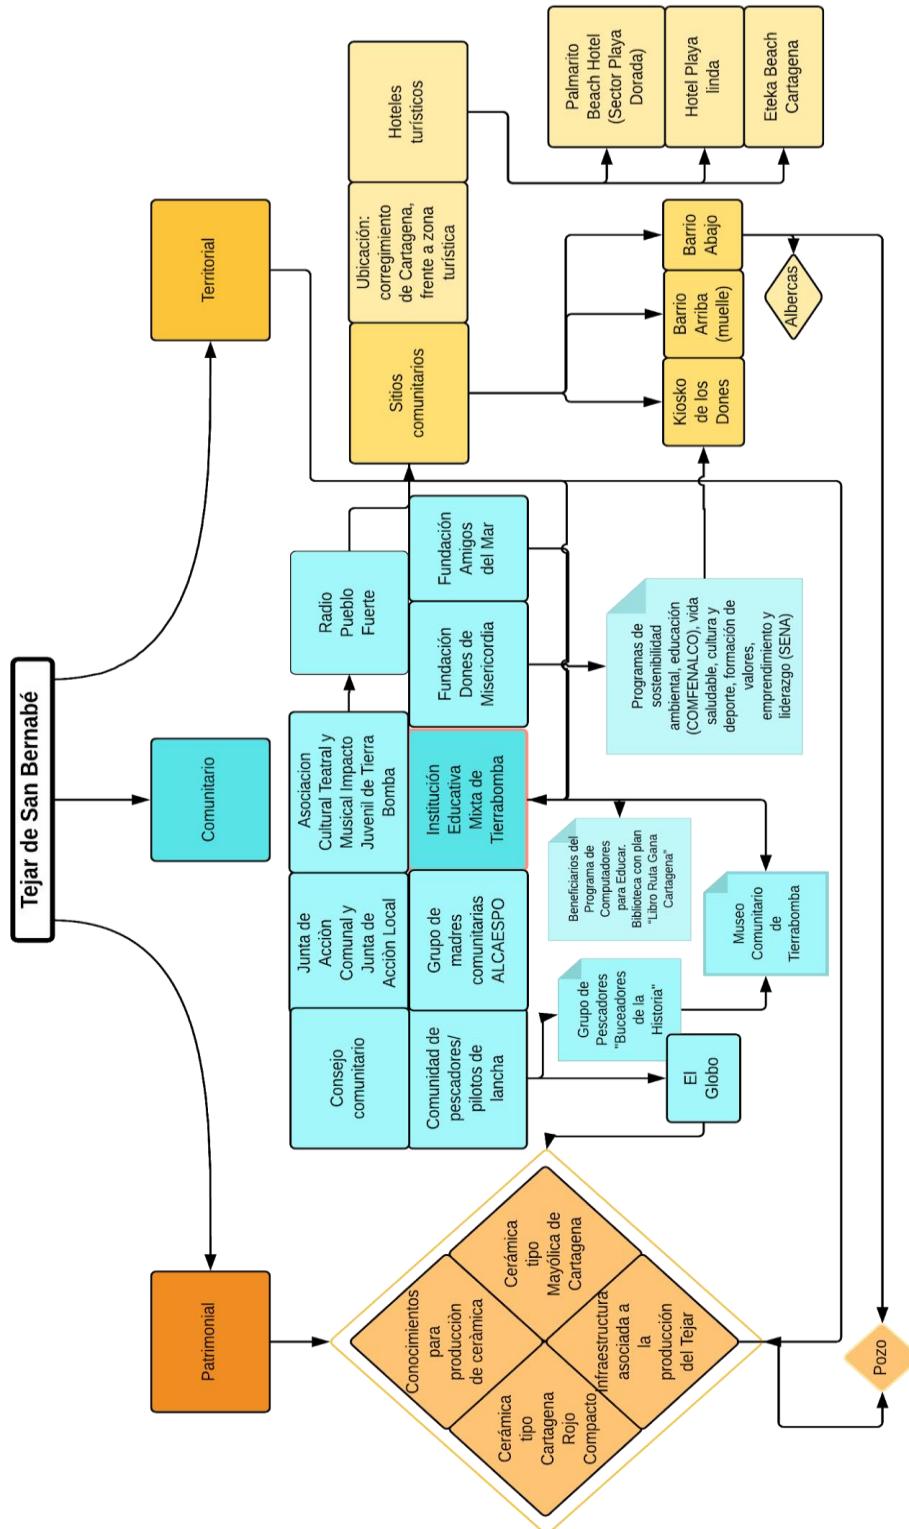 Tejar de San Bernabé
Patrimonial
Comunitario
Territorial
Conocimientos
para
producción
de ceràmica
Cerámica
tipo
Mayólica de
Cartagena
Cerámica
tipo
Cartagena
Rojo
Compacto
Infraestructura
asociada a
la
producción
del Tejar
Consejo
comunitario
Junta de
Acciòn
Comunal y
Junta de
Acciòn Local
Asociacion
Cultural Teatral y
Musical Impacto
Juvenil de Tierra
Bomba
Radio
Pueblo
Fuerte
Comunidad de
pescadores/
pilotos de
lancha
Grupo de
madres
comunitarias
ALCAESPO
Institución
Educativa
Mixta de
Tierrabomba
Fundación
Dones de
Misericordia
Fundación
Amigos
del Mar
Grupo de
Pescadores
"Buceadores
de la
Historia"
El
Globo
Beneficiarios del
Programa de
Computadores
para Educar.
Biblioteca con plan
"Libro Ruta Gana
Cartagena"
Museo
Comunitario
de
Tierrabomba
Programas de
sostenibilidad
ambiental, educación
(COMFENALCO), vida
saludable, cultura y
deporte, formación de
valores,
emprendimiento y
liderazgo (SENA)
Sitios
comunitarios
Ubicación:
corregimiento
de Cartagena,
frente a zona
turística
Hoteles
turísticos
Kiosko
de los
Dones
Barrio
Arriba
(muelle)
Barrio
Abajo
Albercas
Palmarito
Beach Hotel
(Sector Playa
Dorada)
Hotel Playa
linda
Eteka Beach
Cartagena
Pozo